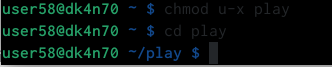 user58@dk4n70 ~ $ chmod u-x play
user58@dk4n70 ~ $ cd play
user58@dk4n70 ~/play $